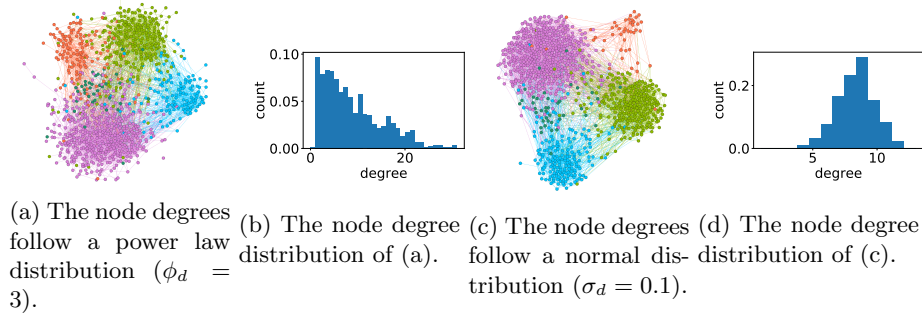 0.10
0.05
0.00
count
0
20
degree
0.2
0.0
count
5
10
degree
(a) The node degrees
follow a power law
distribution (ϕ_d =
3).
(b) The node degree
distribution of (a).
(c) The node degrees
follow a normal dis-
tribution (σ_d = 0.1).
(d) The node degree
distribution of (c).